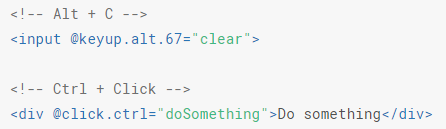 <!-- Alt + C -->
<input @keyup.alt.67="clear">
<!-- Ctrl + Click -->
<div @click.ctrl="doSomething">Do something</div>